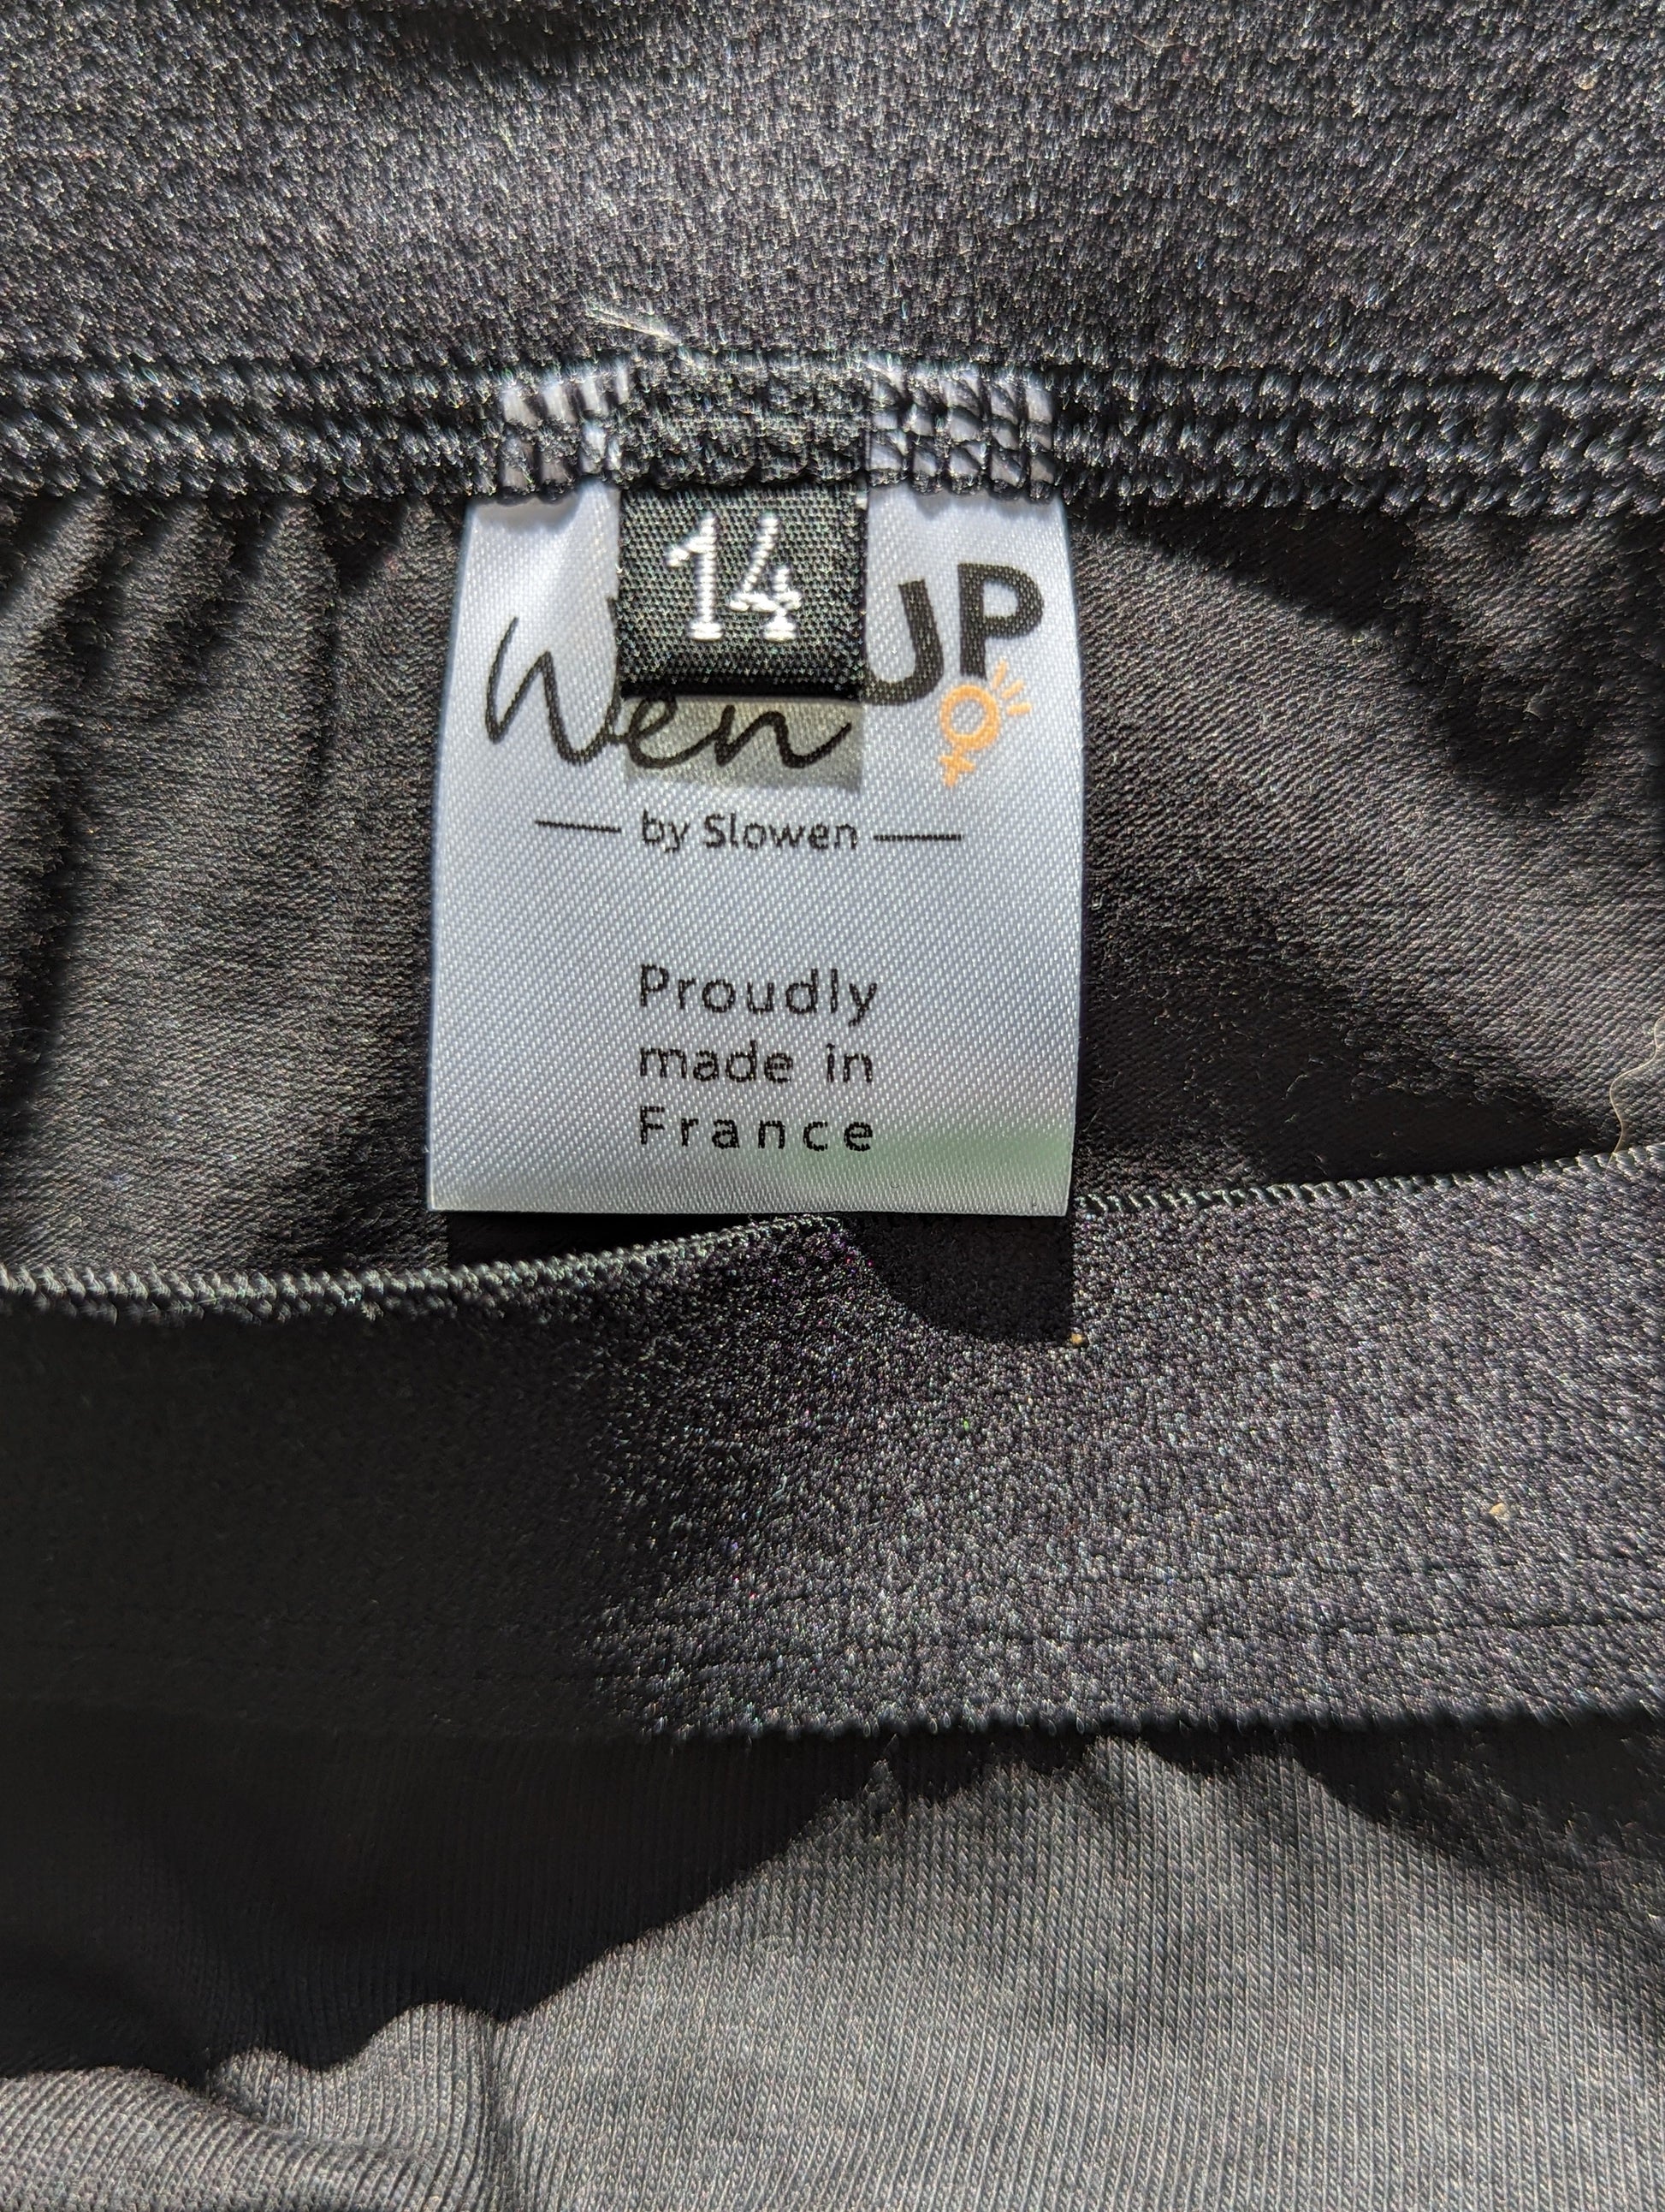 14
Wen UP
by Slowen
Proudly
made in
France